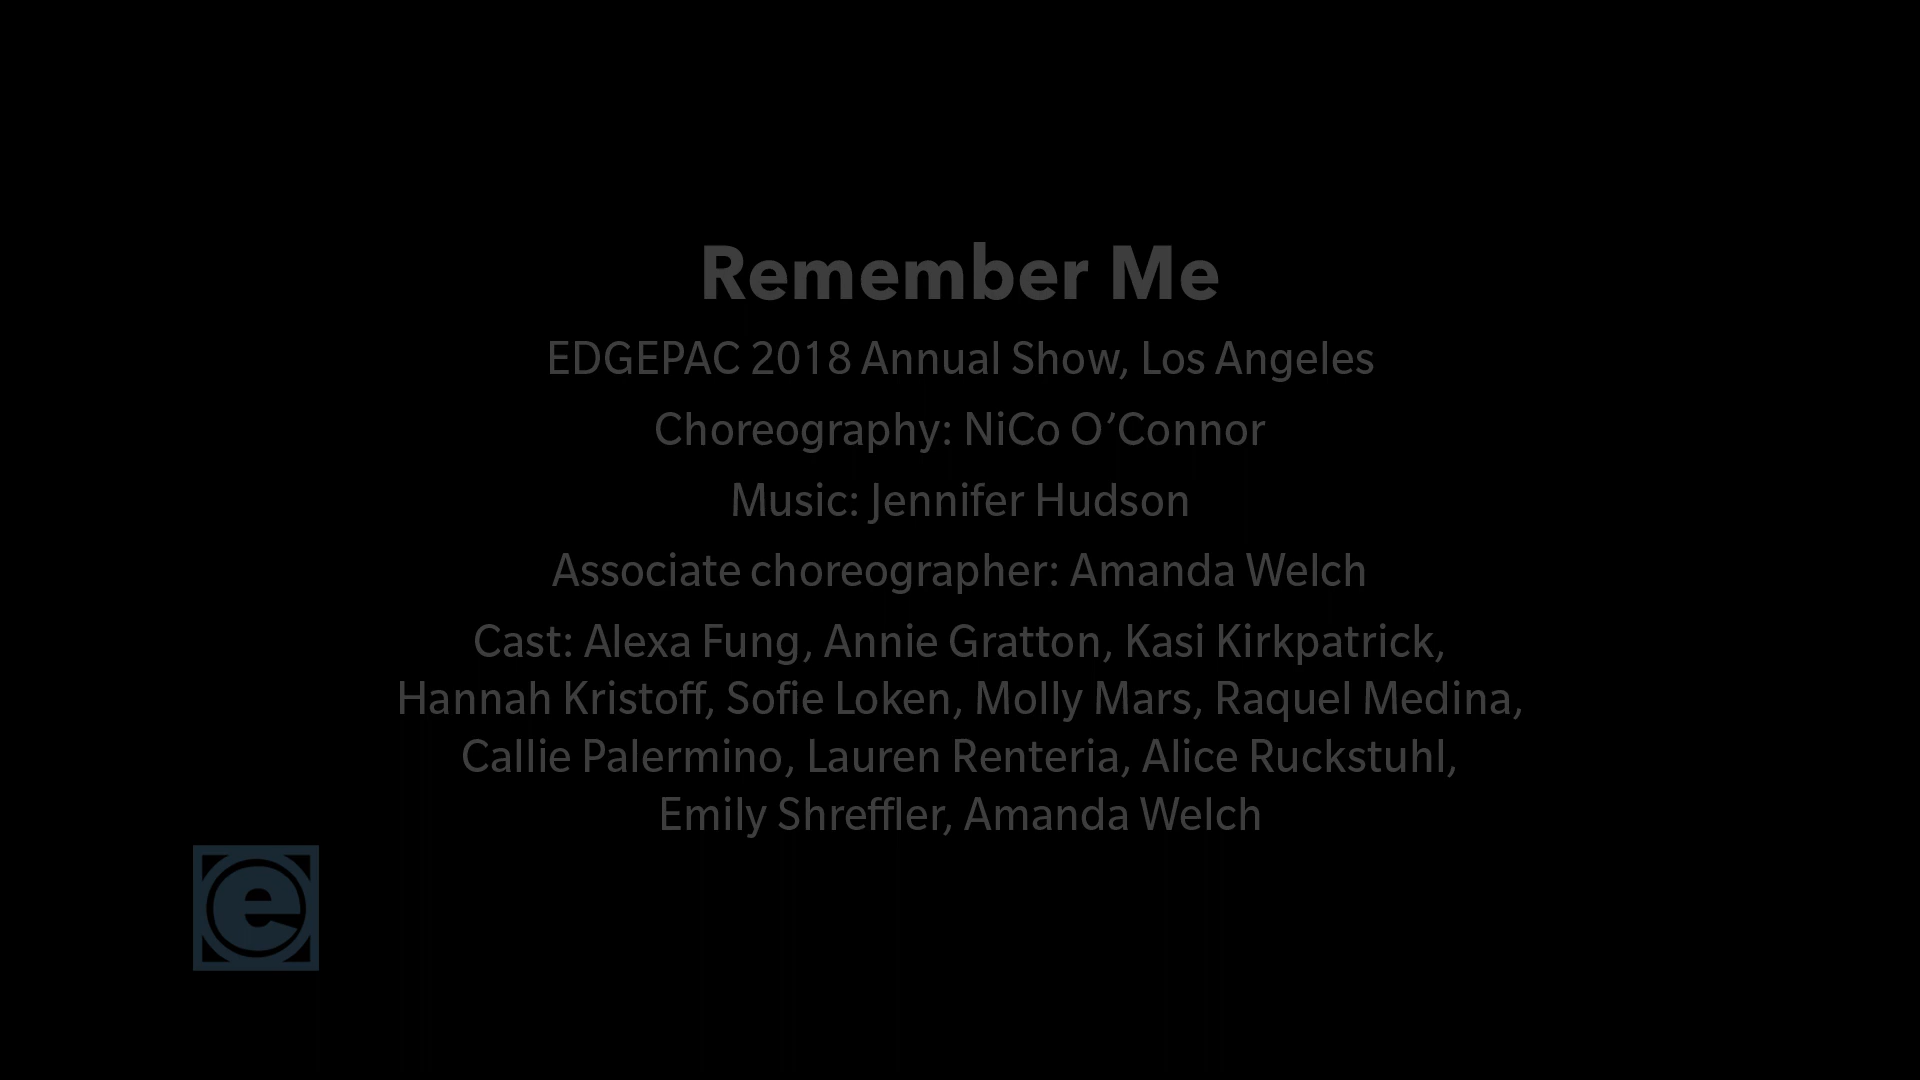 Remember Me
EDGEPAC 2018 Annual Show, Los Angeles
Choreography: NiCo O’Connor
Music: Jennifer Hudson
Associate choreographer: Amanda Welch
Cast: Alexa Fung, Annie Gratton, Kasi Kirkpatrick,
Hannah Kristoff, Sofie Loken, Molly Mars, Raquel Medina,
Callie Palermino, Lauren Renteria, Alice Ruckstuhl,
Emily Shreffler, Amanda Welch
e